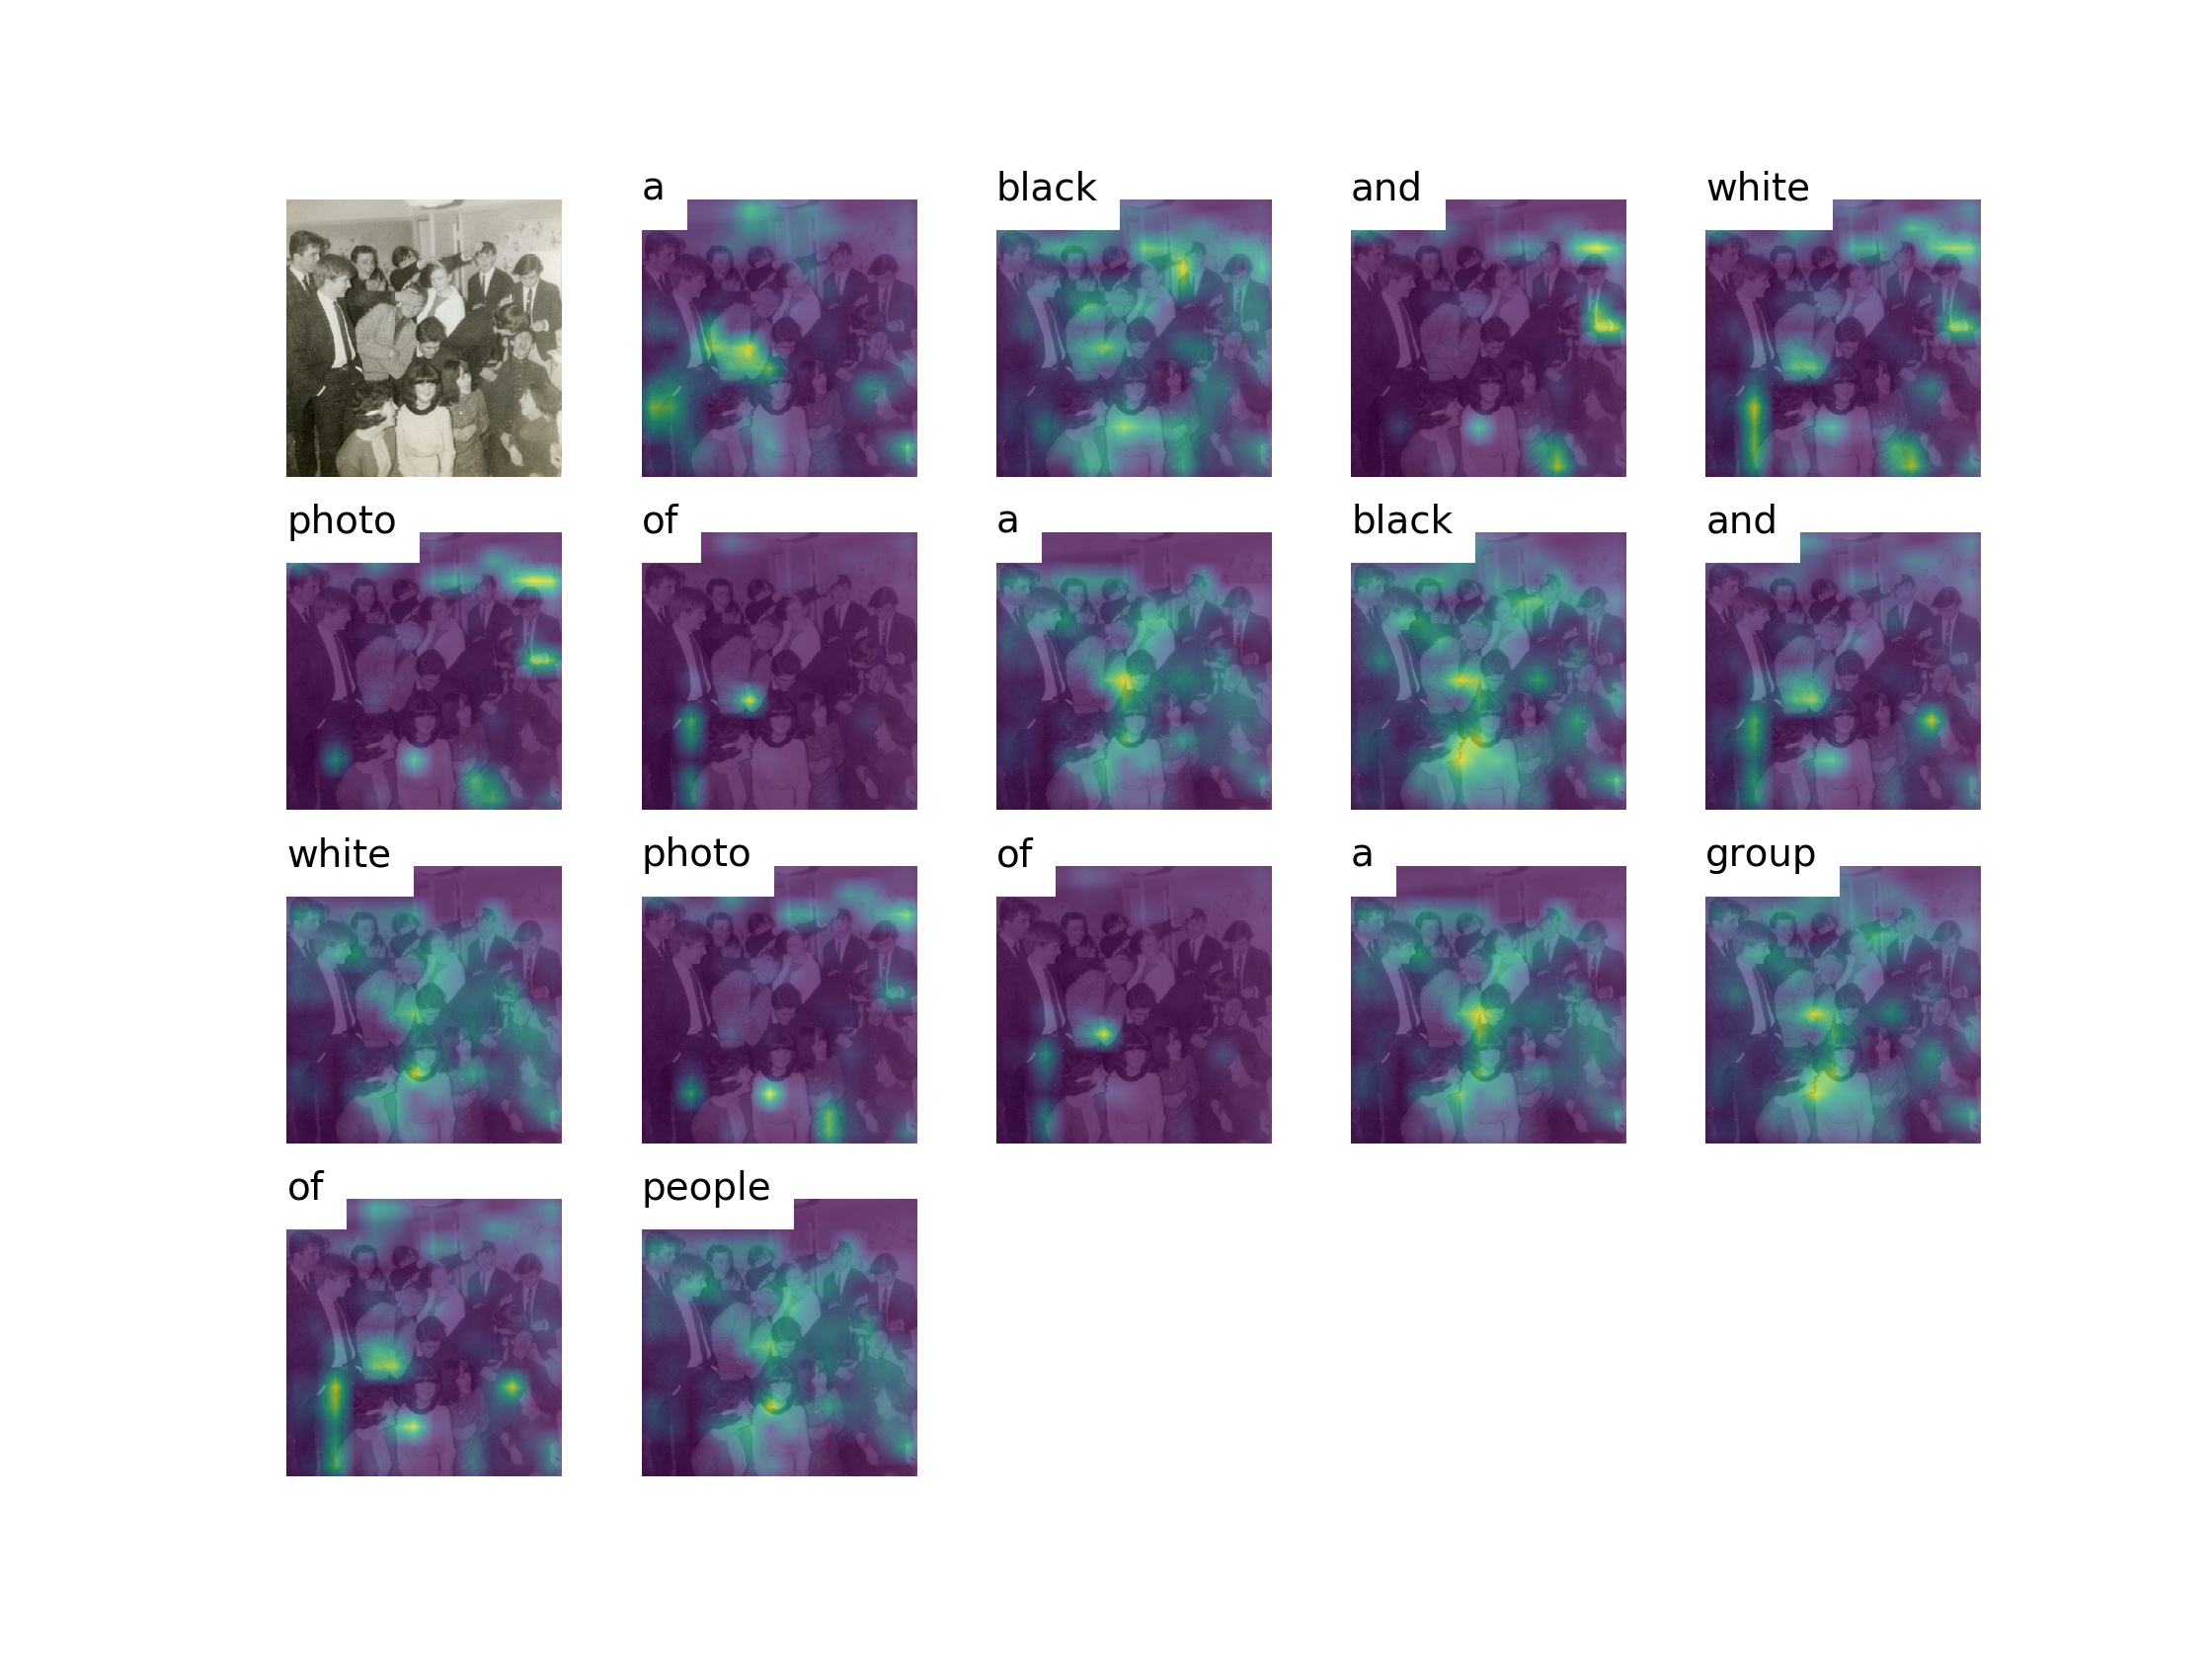 a black and white
photo of a black and
white photo of a group
of people